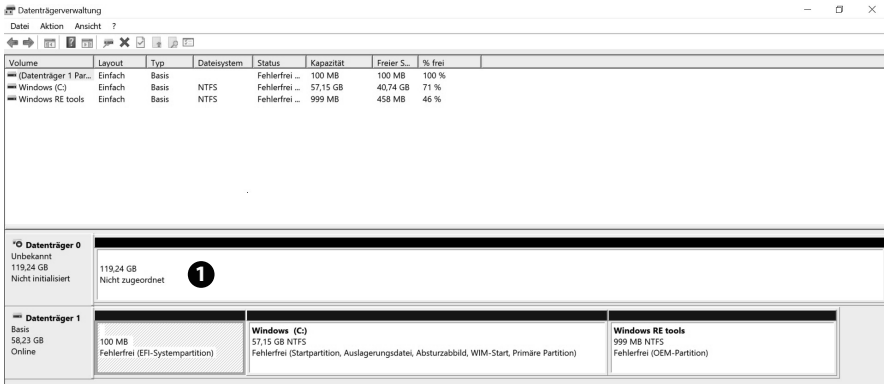 Datenträgerverwaltung
Datei Aktion Ansicht ?
Volume Layout Typ Dateisystem Status Kapazität Freier S... % frei
(Datenträger 1 Par... Einfach Basis Fehlerfrei ... 100 MB 100 MB 100 %
Windows (C:) Einfach Basis NTFS Fehlerfrei ... 57,15 GB 40,74 GB 71 %
Windows RE tools Einfach Basis NTFS Fehlerfrei ... 999 MB 458 MB 46 %
Datenträger 0
Unbekannt
119,24 GB
Nicht initialisiert
119,24 GB
Nicht zugeordnet
1
Datenträger 1
Basis
58,23 GB
Online
100 MB
Fehlerfrei (EFI-Systempartition)
Windows (C:)
57,15 GB NTFS
Fehlerfrei (Startpartition, Auslagerungsdatei, Absturzabbild, WIM-Start, Primäre Partition)
Windows RE tools
999 MB NTFS
Fehlerfrei (OEM-Partition)